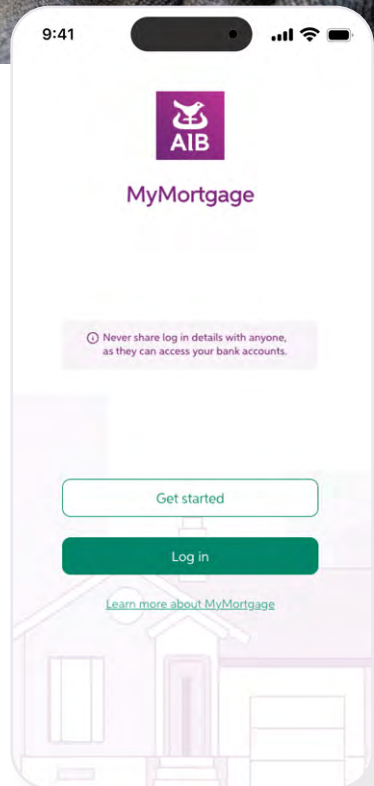 9:41
AIB
MyMortgage
Never share log in details with anyone,
as they can access your bank accounts.
Get started
Log in
Learn more about MyMortgage